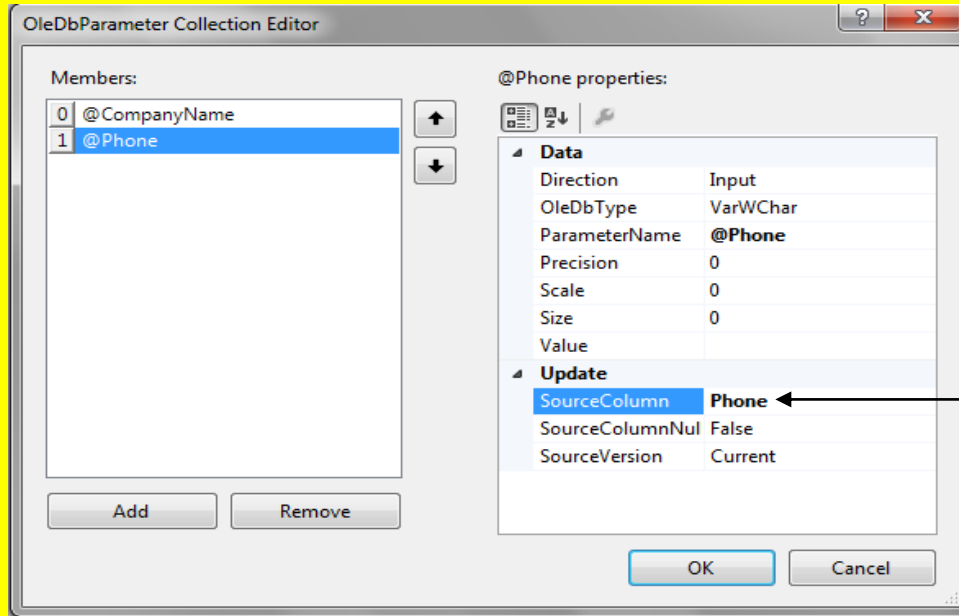 OleDbParameter Collection Editor
?
X
Members:
0 @CompanyName
1 @Phone
Add
Remove
@Phone properties:
A
Z
Data
Direction Input
OleDbType VarWChar
ParameterName @Phone
Precision 0
Scale 0
Size 0
Value
Update
SourceColumn Phone
SourceColumnNul False
SourceVersion Current
OK
Cancel